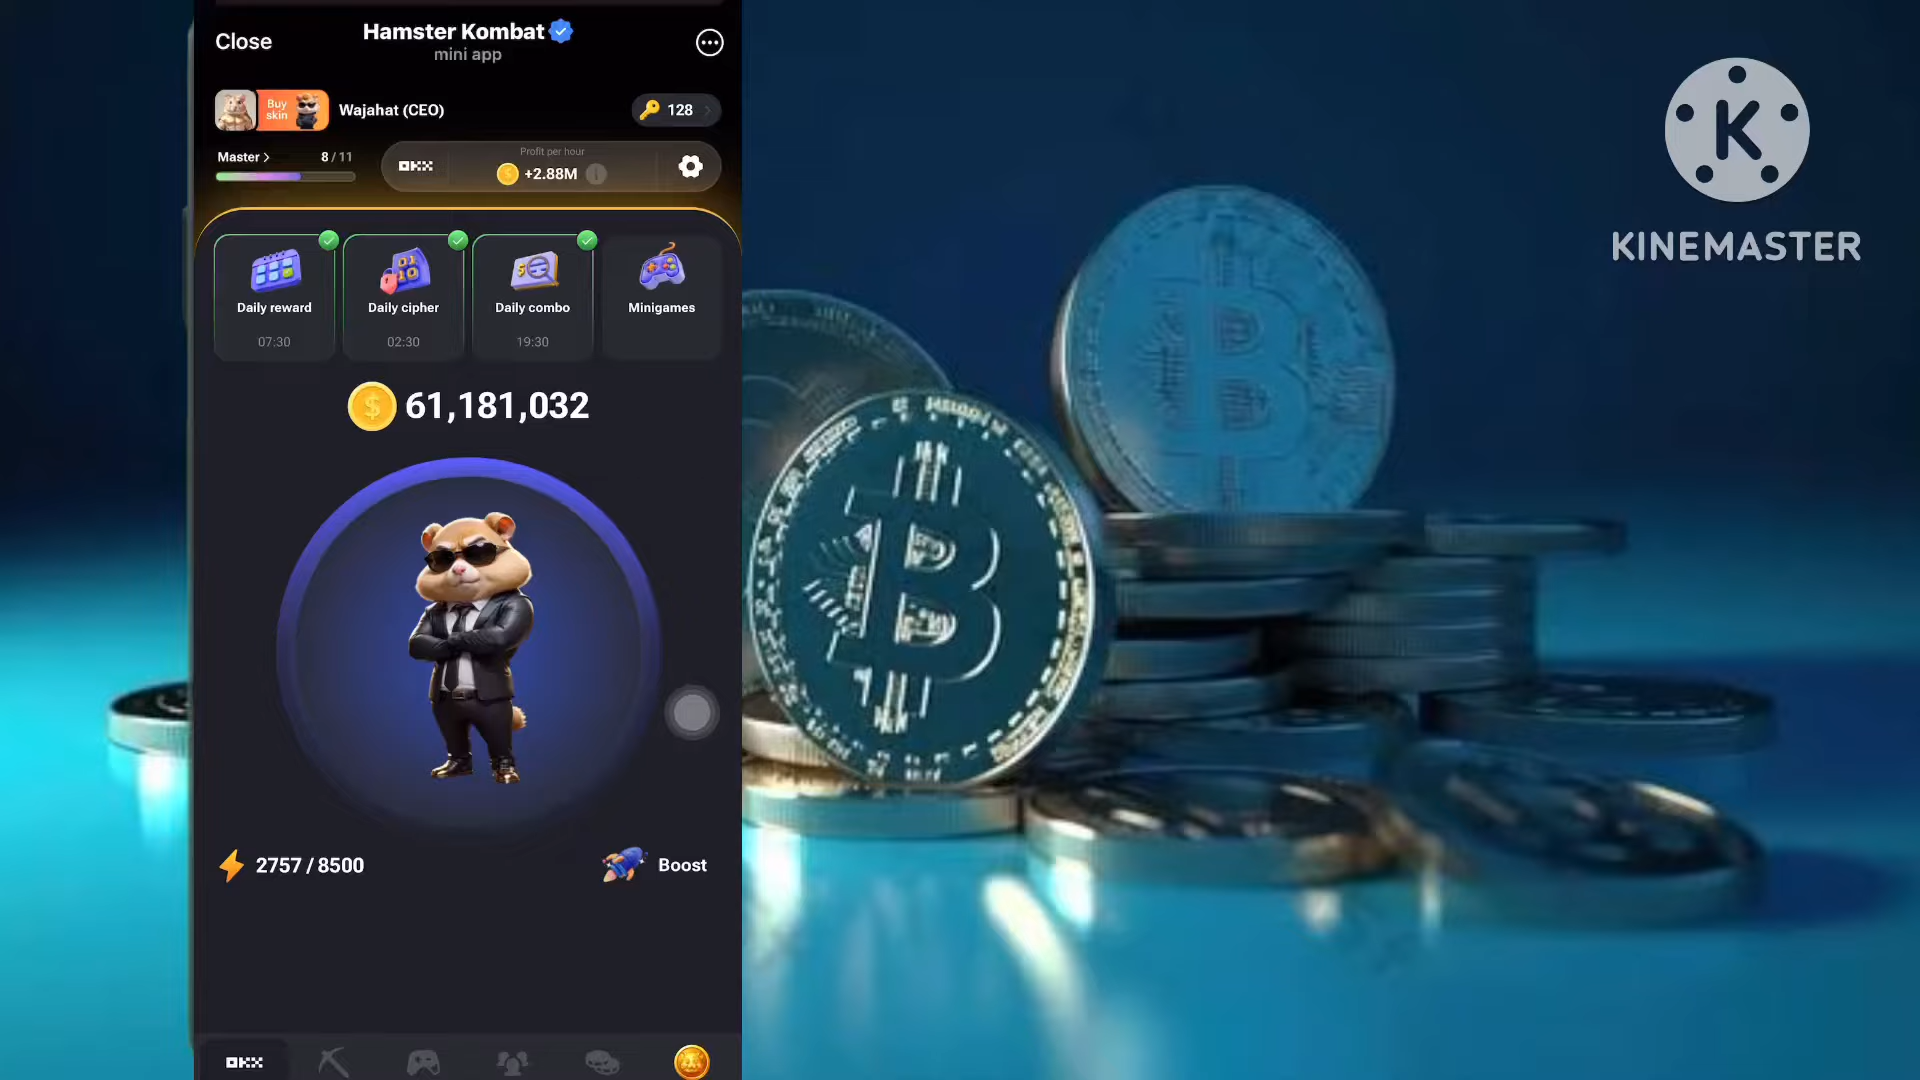 Close
Hamster Kombat
mini app
Buy
skin
Wajahat (CEO)
128
Master >
8 / 11
OKX
Profit per hour
+2.88M
Daily reward
07:30
Daily cipher
02:30
Daily combo
19:30
Minigames
61,181,032
2757 / 8500
Boost
OKX
K
KINEMASTER